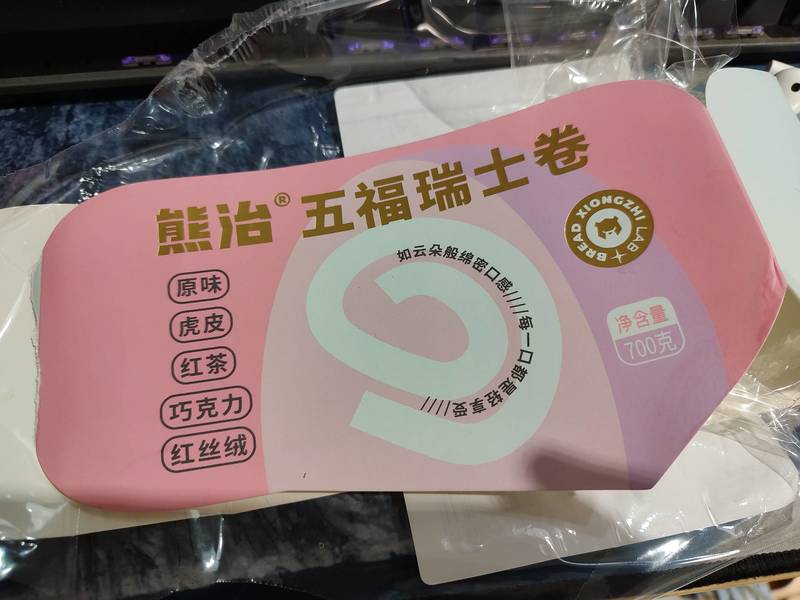 熊治® 五福瑞士卷
BREAD XIONGZHI LAB
如云朵般绵密口感////每一口都是轻享受/////
原味
虎皮
红茶
巧克力
红丝绒
净含量
700克